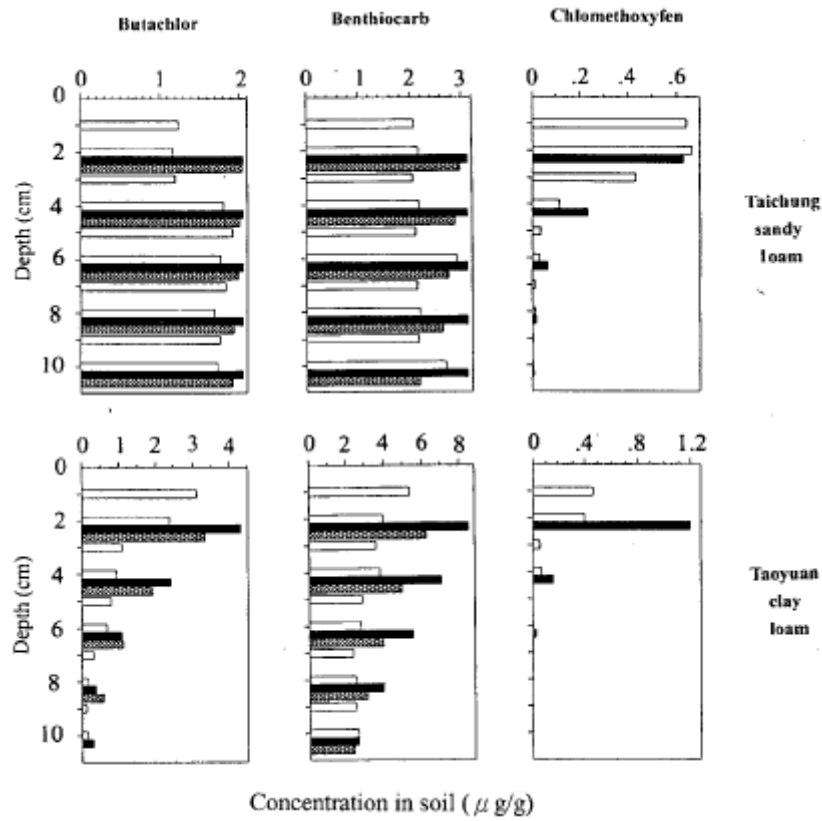 Butachlor
Benthiocarb
Chlomethoxyfen
0 1 2
0 1 2 3
0 .2 .4 .6
0
2
4
6
8
10
Depth (cm)
Taichung
sandy
loam
0 1 2 3 4
0 2 4 6 8
0 .4 .8 1.2
0
2
4
6
8
10
Depth (cm)
Taoyuan
clay
loam
Concentration in soil ( μ g/g)